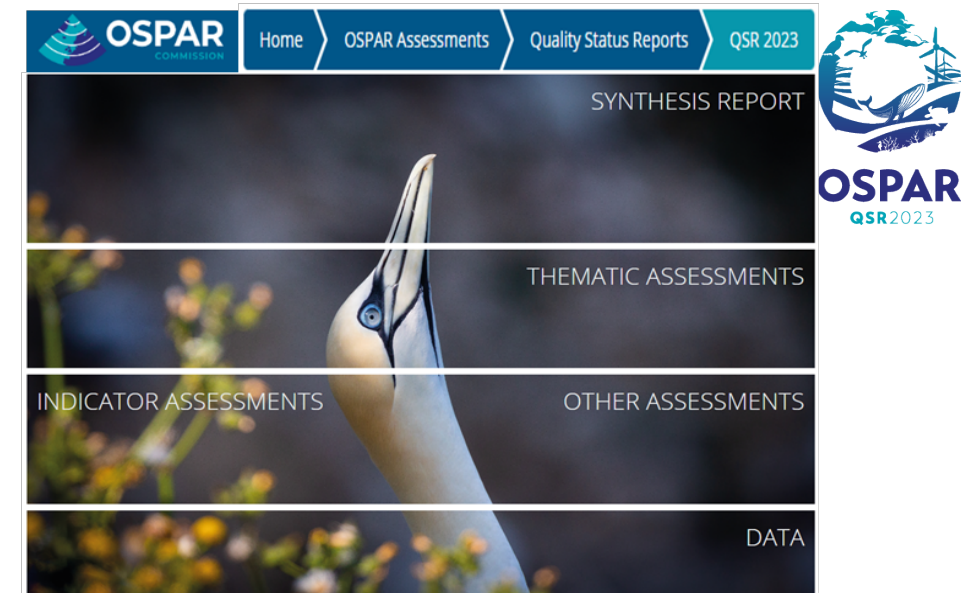 OSPAR
COMMISSION
Home
OSPAR Assessments
Quality Status Reports
QSR 2023
SYNTHESIS REPORT
OSPAR
QSR2023
THEMATIC ASSESSMENTS
INDICATOR ASSESSMENTS
OTHER ASSESSMENTS
DATA